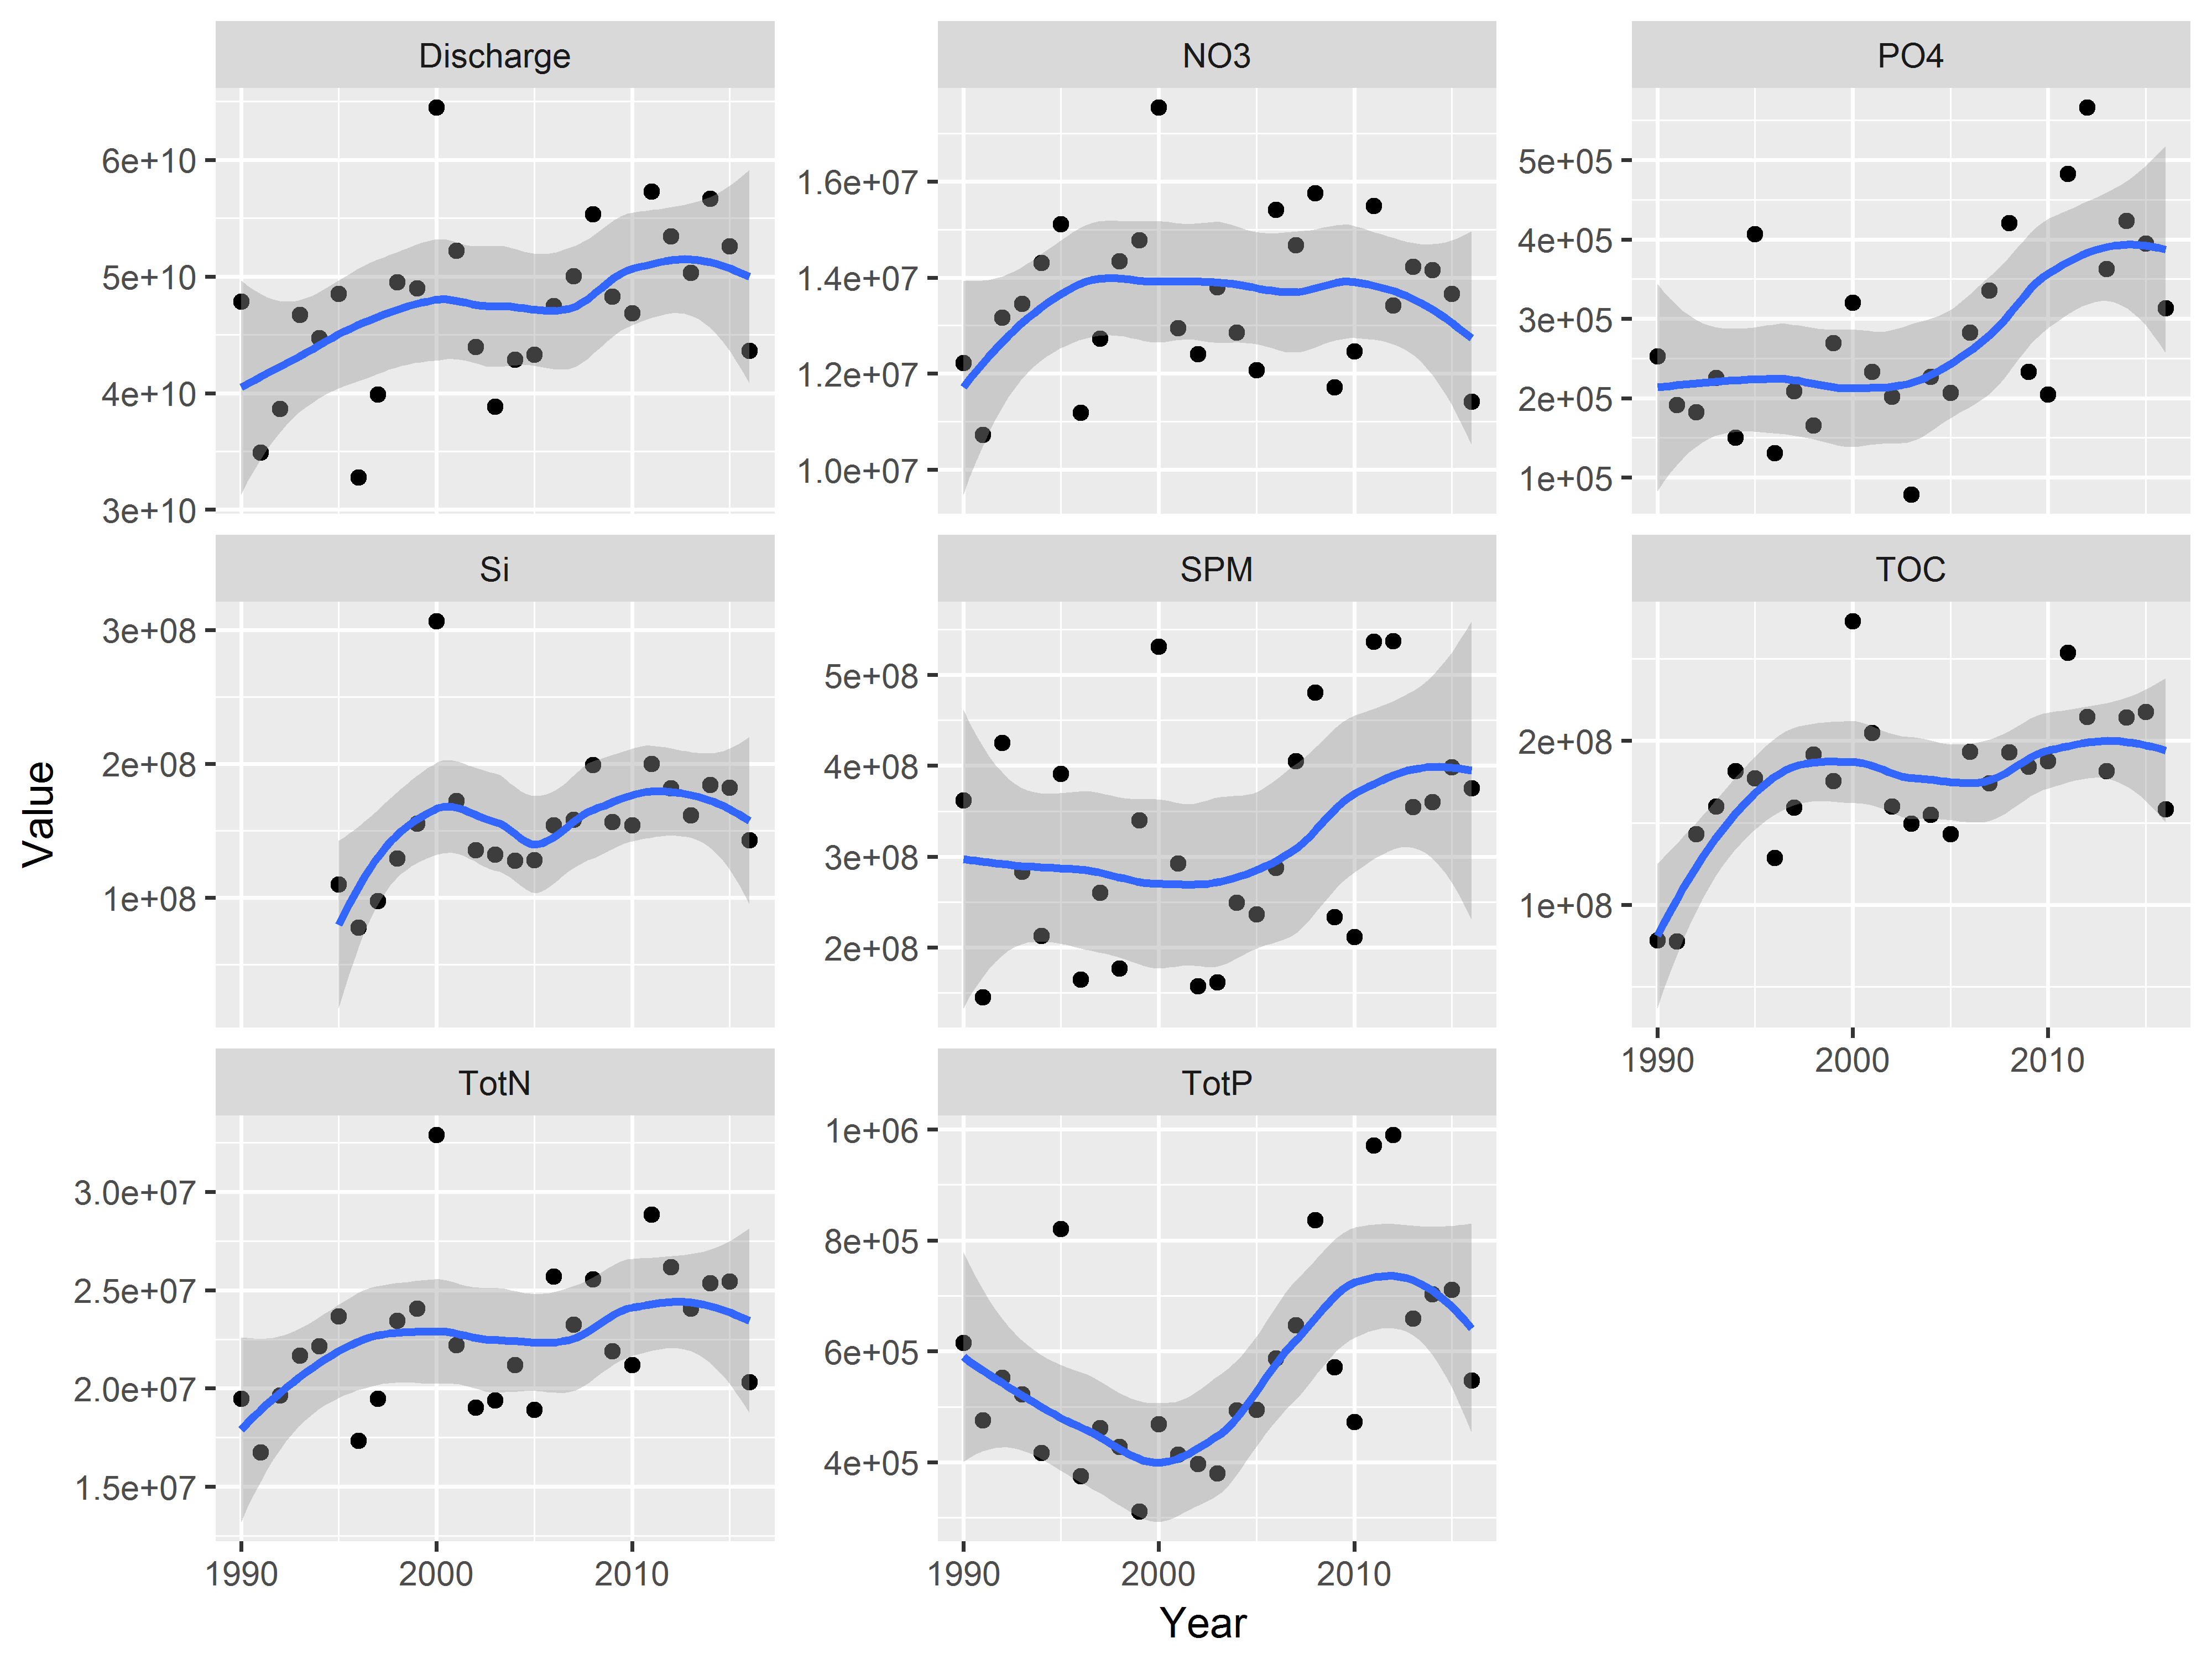 Discharge NO3 PO4
6e+10
5e+10
4e+10
3e+10
1.6e+07
1.4e+07
1.2e+07
1.0e+07
5e+05
4e+05
3e+05
2e+05
1e+05
Si SPM TOC
3e+08
2e+08
1e+08
5e+08
4e+08
3e+08
2e+08
2e+08
1e+08
1990 2000 2010
Value
TotN TotP
3.0e+07
2.5e+07
2.0e+07
1.5e+07
1e+06
8e+05
6e+05
4e+05
1990 2000 2010
1990 2000 2010
Year